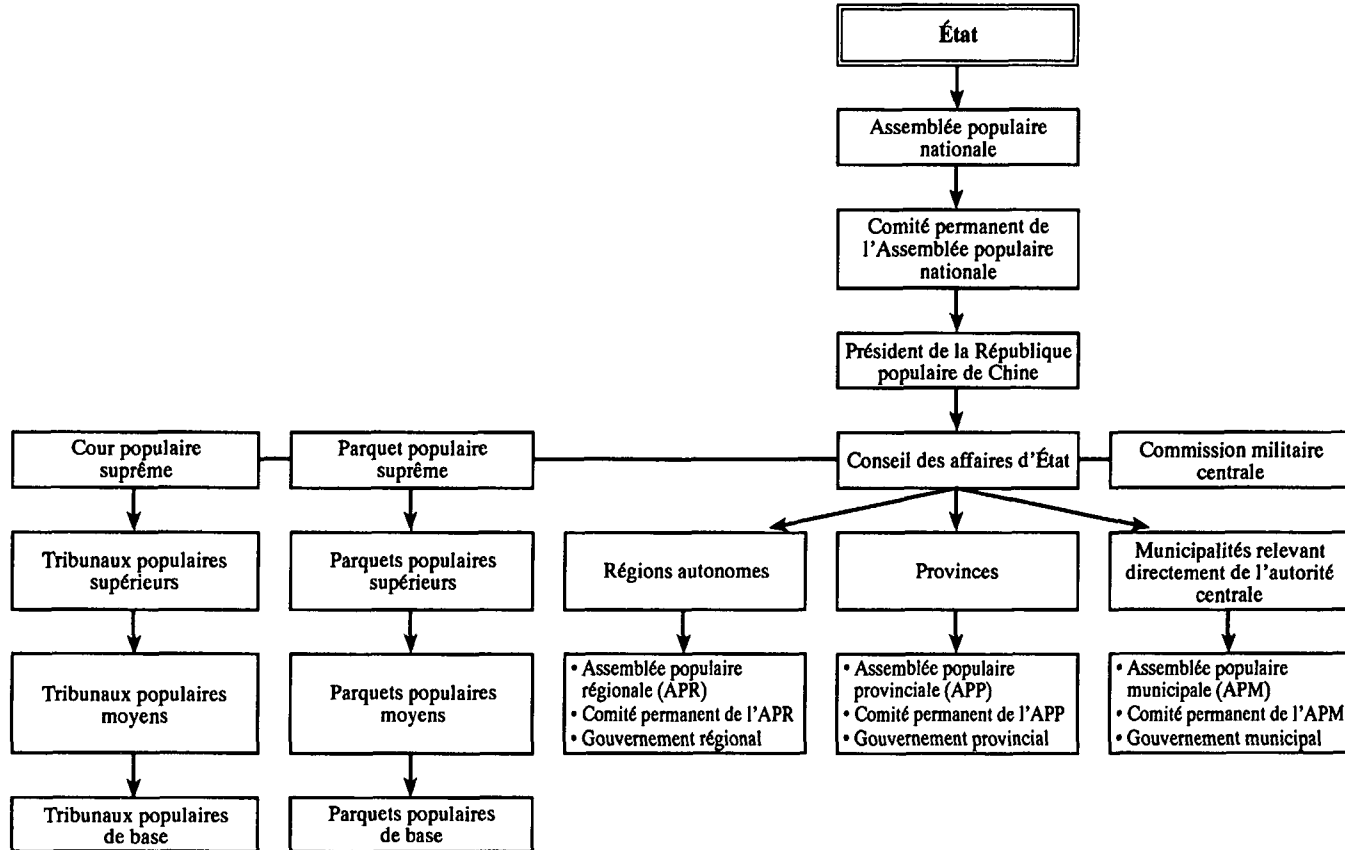 État
Assemblée populaire
nationale
Comité permanent de
l'Assemblée populaire
nationale
Président de la République
populaire de Chine
Cour populaire
suprême
Parquet populaire
suprême
Conseil des affaires d'État
Commission militaire
centrale
Tribunaux populaires
supérieurs
Parquets populaires
supérieurs
Régions autonomes
Provinces
Municipalités relevant
directement de l'autorité
centrale
Tribunaux populaires
moyens
Parquets populaires
moyens
• Assemblée populaire
régionale (APR)
• Comité permanent de l'APR
• Gouvernement régional
• Assemblée populaire
provinciale (APP)
• Comité permanent de l'APP
• Gouvernement provincial
• Assemblée populaire
municipale (APM)
• Comité permanent de l'APM
• Gouvernement municipal
Tribunaux populaires
de base
Parquets populaires
de base